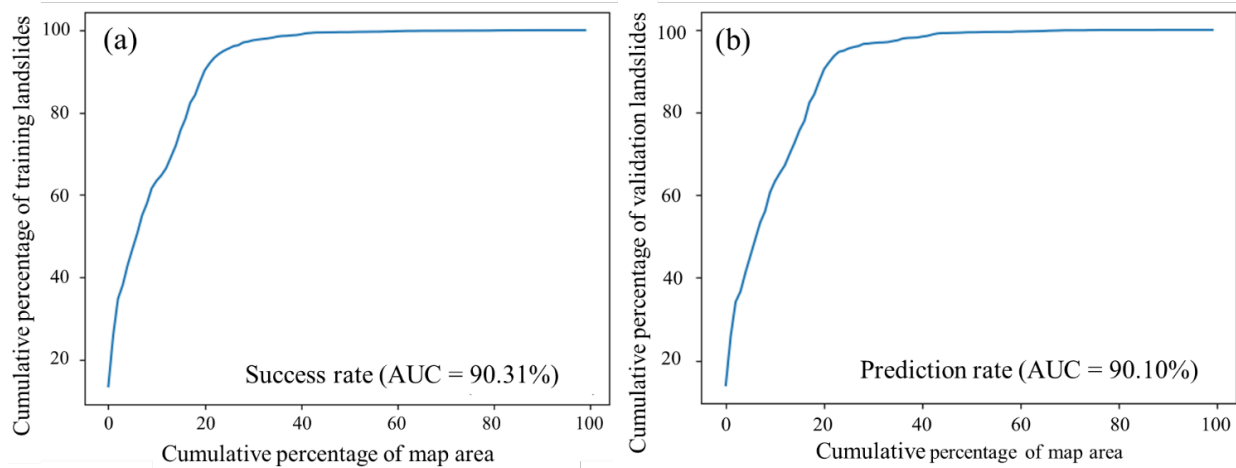 (a)
Cumulative percentage of training landslides
100
80
60
40
20
Success rate (AUC = 90.31%)
0
20
40
60
80
100
Cumulative percentage of map area
(b)
Cumulative percentage of validation landslides
100
80
60
40
20
Prediction rate (AUC = 90.10%)
0
20
40
60
80
100
Cumulative percentage of map area